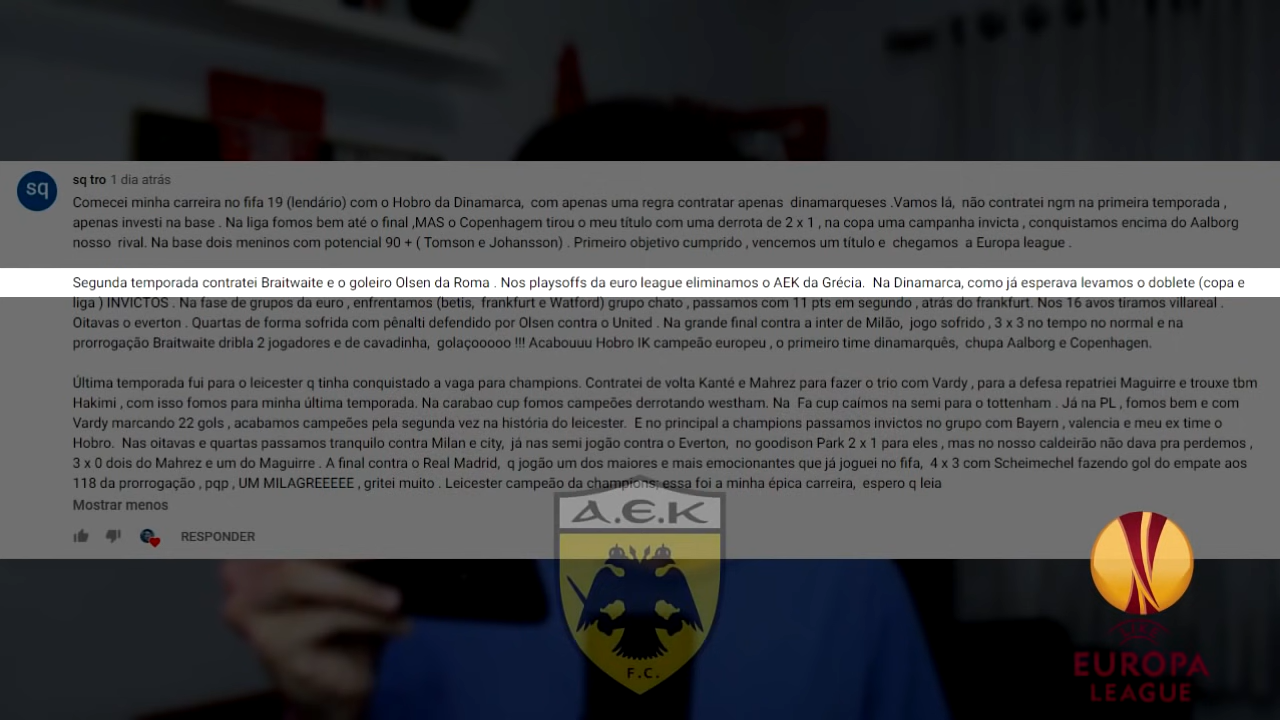 sq
sq tro 1 dia atrás
Comecei minha carreira no fifa 19 (lendário) com o Hobro da Dinamarca, com apenas uma regra contratar apenas dinamarqueses .Vamos lá, não contratei ngm na primeira temporada ,
apenas investi na base . Na liga fomos bem até o final ,MAS o Copenhagem tirou o meu título com uma derrota de 2 x 1 , na copa uma campanha invicta , conquistamos encima do Aalborg
nosso rival. Na base dois meninos com potencial 90 + ( Tomson e Johansson) . Primeiro objetivo cumprido , vencemos um título e chegamos a Europa league .
Segunda temporada contratei Braitwaite e o goleiro Olsen da Roma . Nos playsoffs da euro league eliminamos o AEK da Grécia. Na Dinamarca, como já esperava levamos o doblete (copa e
liga ) INVICTOS . Na fase de grupos da euro , enfrentamos (betis, frankfurt e Watford) grupo chato , passamos com 11 pts em segundo , atrás do frankfurt. Nos 16 avos tiramos villareal .
Oitavas o everton . Quartas de forma sofrida com pênalti defendido por Olsen contra o United . Na grande final contra a inter de Milão, jogo sofrido , 3 x 3 no tempo no normal e na
prorrogação Braitwaite dribla 2 jogadores e de cavadinha, golaçooooo !!! Acabouuu Hobro IK campeão europeu , o primeiro time dinamarquês, chupa Aalborg e Copenhagen.
Última temporada fui para o leicester q tinha conquistado a vaga para champions. Contratei de volta Kanté e Mahrez para fazer o trio com Vardy , para a defesa repatriei Maguirre e trouxe tbm
Hakimi , com isso fomos para minha última temporada. Na carabao cup fomos campeões derrotando westham. Na Fa cup caímos na semi para o tottenham . Já na PL , fomos bem e com
Vardy marcando 22 gols , acabamos campeões pela segunda vez na história do leicester. E no principal a champions passamos invictos no grupo com Bayern , valencia e meu ex time o
Hobro. Nas oitavas e quartas passamos tranquilo contra Milan e city, já nas semi jogão contra o Everton, no goodison Park 2 x 1 para eles , mas no nosso caldeirão não dava pra perdemos ,
3 x 0 dois do Mahrez e um do Maguirre . A final contra o Real Madrid, q jogão um dos maiores e mais emocionantes que já joguei no fifa, 4 x 3 com Scheimechel fazendo gol do empate aos
118 da prorrogação , pqp , UM MILAGREEEEE , gritei muito . Leicester campeão da champions; essa foi a minha épica carreira, espero q leia
Mostrar menos
RESPONDER
A.E.K
F.C.
UEFA
EUROPA
LEAGUE